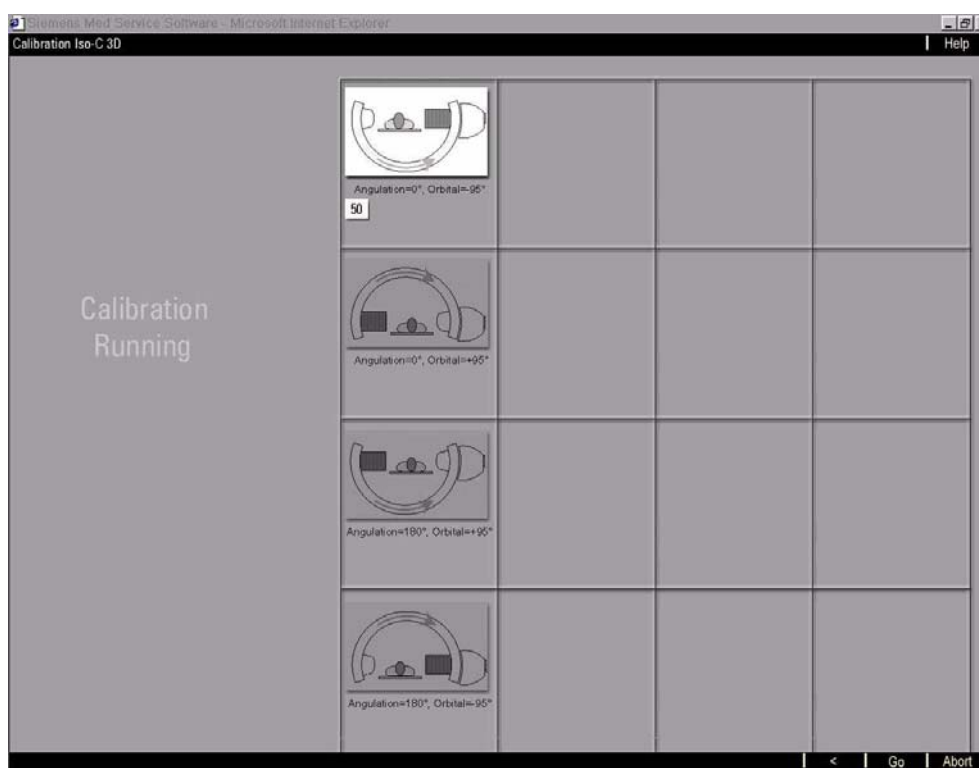 Siemens Med Service Software - Microsoft Internet Explorer
Calibration Iso-C 3D
Help
Angulation=0°, Orbital=-95°
50
Calibration
Running
Angulation=0°, Orbital=+95°
Angulation=180°, Orbital=+95°
Angulation=180°, Orbital=-95°
< Go Abort